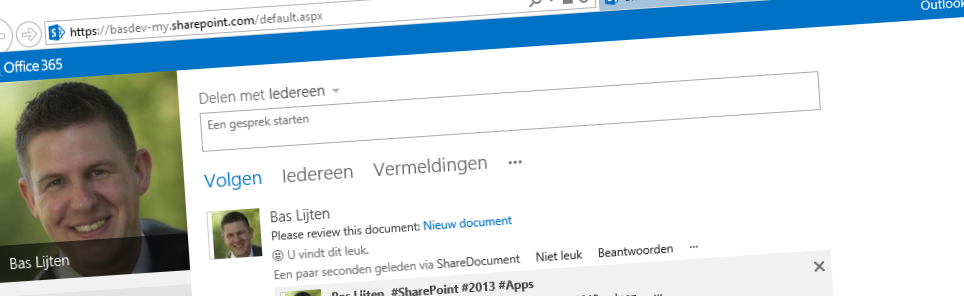 https://basdev-my.sharepoint.com/default.aspx
Outlook
Office 365
Delen met Iedereen
Een gesprek starten
Volgen Iedereen Vermeldingen ...
Bas Lijten
Please review this document: Nieuw document
U vindt dit leuk.
Een paar seconden geleden via ShareDocument Niet leuk Beantwoorden ...
Bas Lijten
Bas Lijten #SharePoint #2013 #Apps